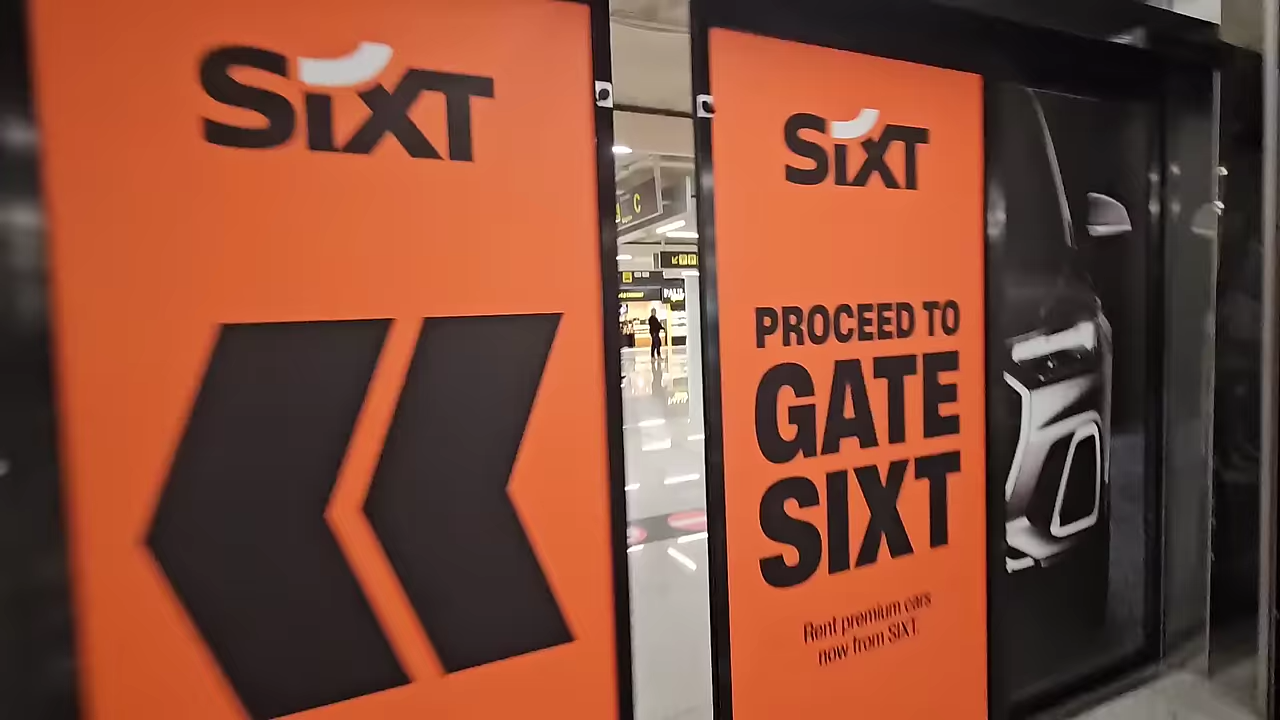 SIXT
SIXT
PROCEED TO
GATE
SIXT
Rent premium cars
now from SIXT.
C